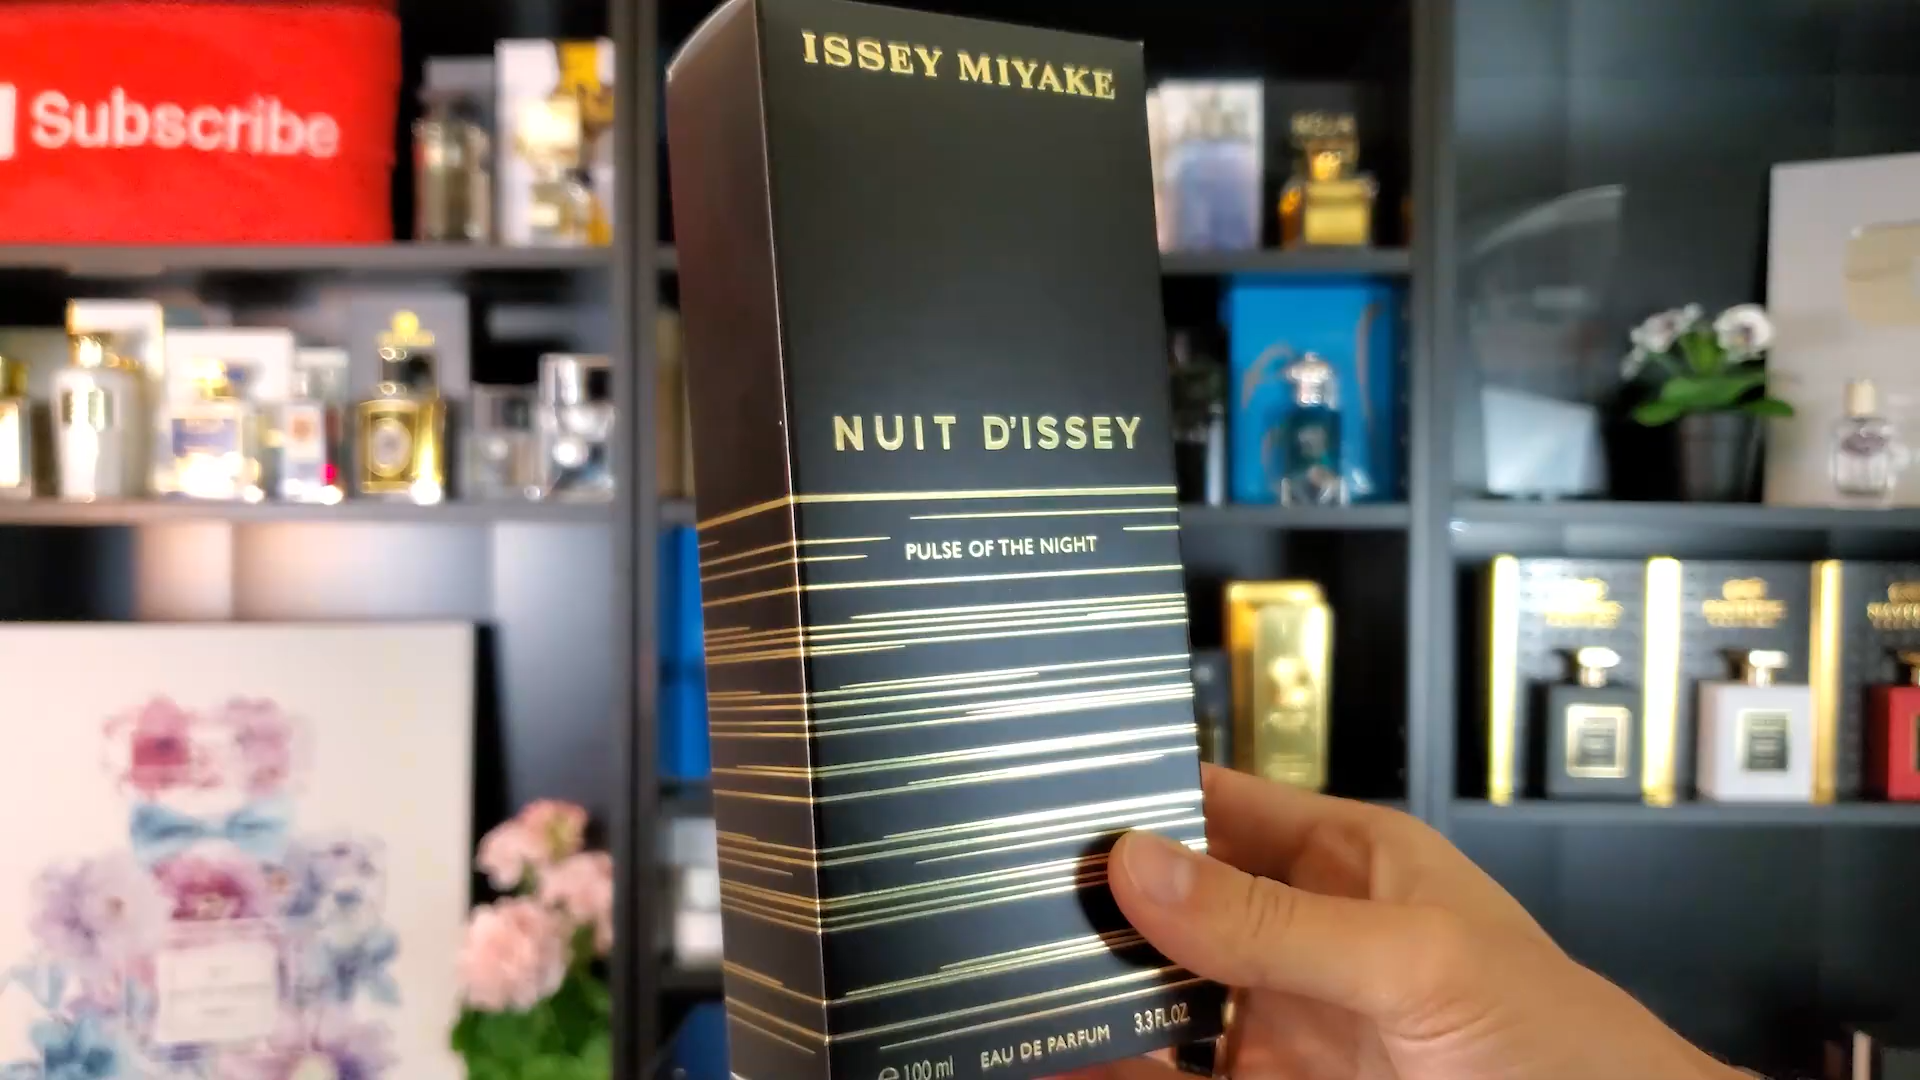 Subscribe
ISSEY MIYAKE
NUIT D'ISSEY
PULSE OF THE NIGHT
℮ 100 ml EAU DE PARFUM 3.3 FL.OZ.